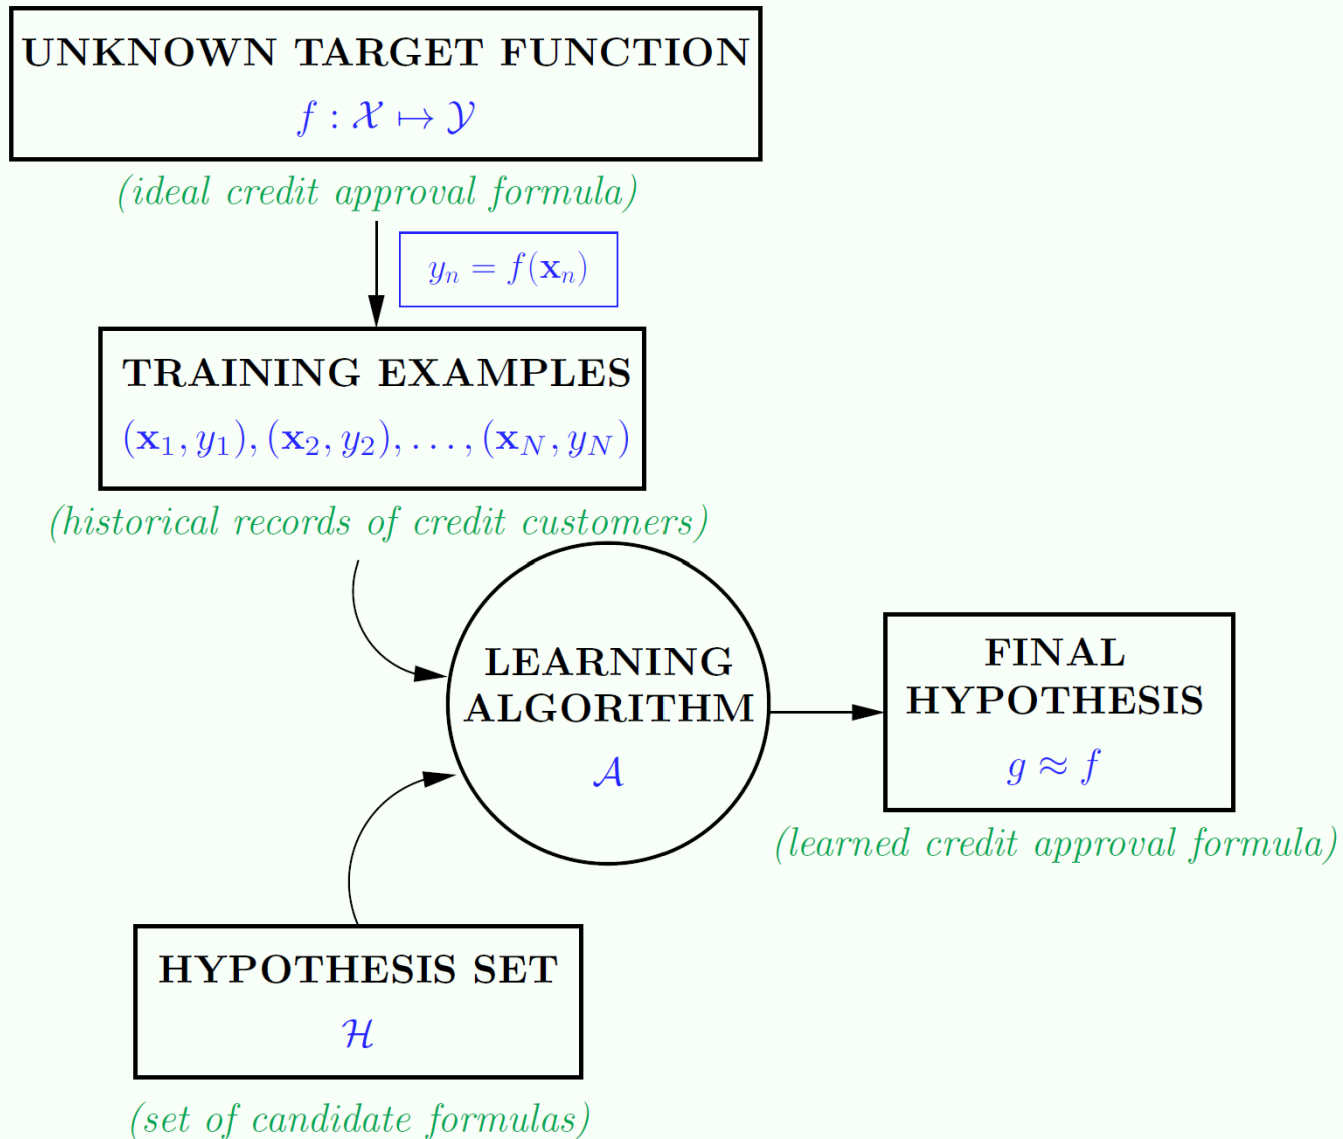 UNKNOWN TARGET FUNCTION
f : 𝒳 ↦ 𝒴
(ideal credit approval formula)
yₙ = f(𝐱ₙ)
TRAINING EXAMPLES
(𝐱₁, y₁), (𝐱₂, y₂), . . . , (𝐱_N, y_N)
(historical records of credit customers)
LEARNING
ALGORITHM
𝒜
FINAL
HYPOTHESIS
g ≈ f
(learned credit approval formula)
HYPOTHESIS SET
ℋ
(set of candidate formulas)